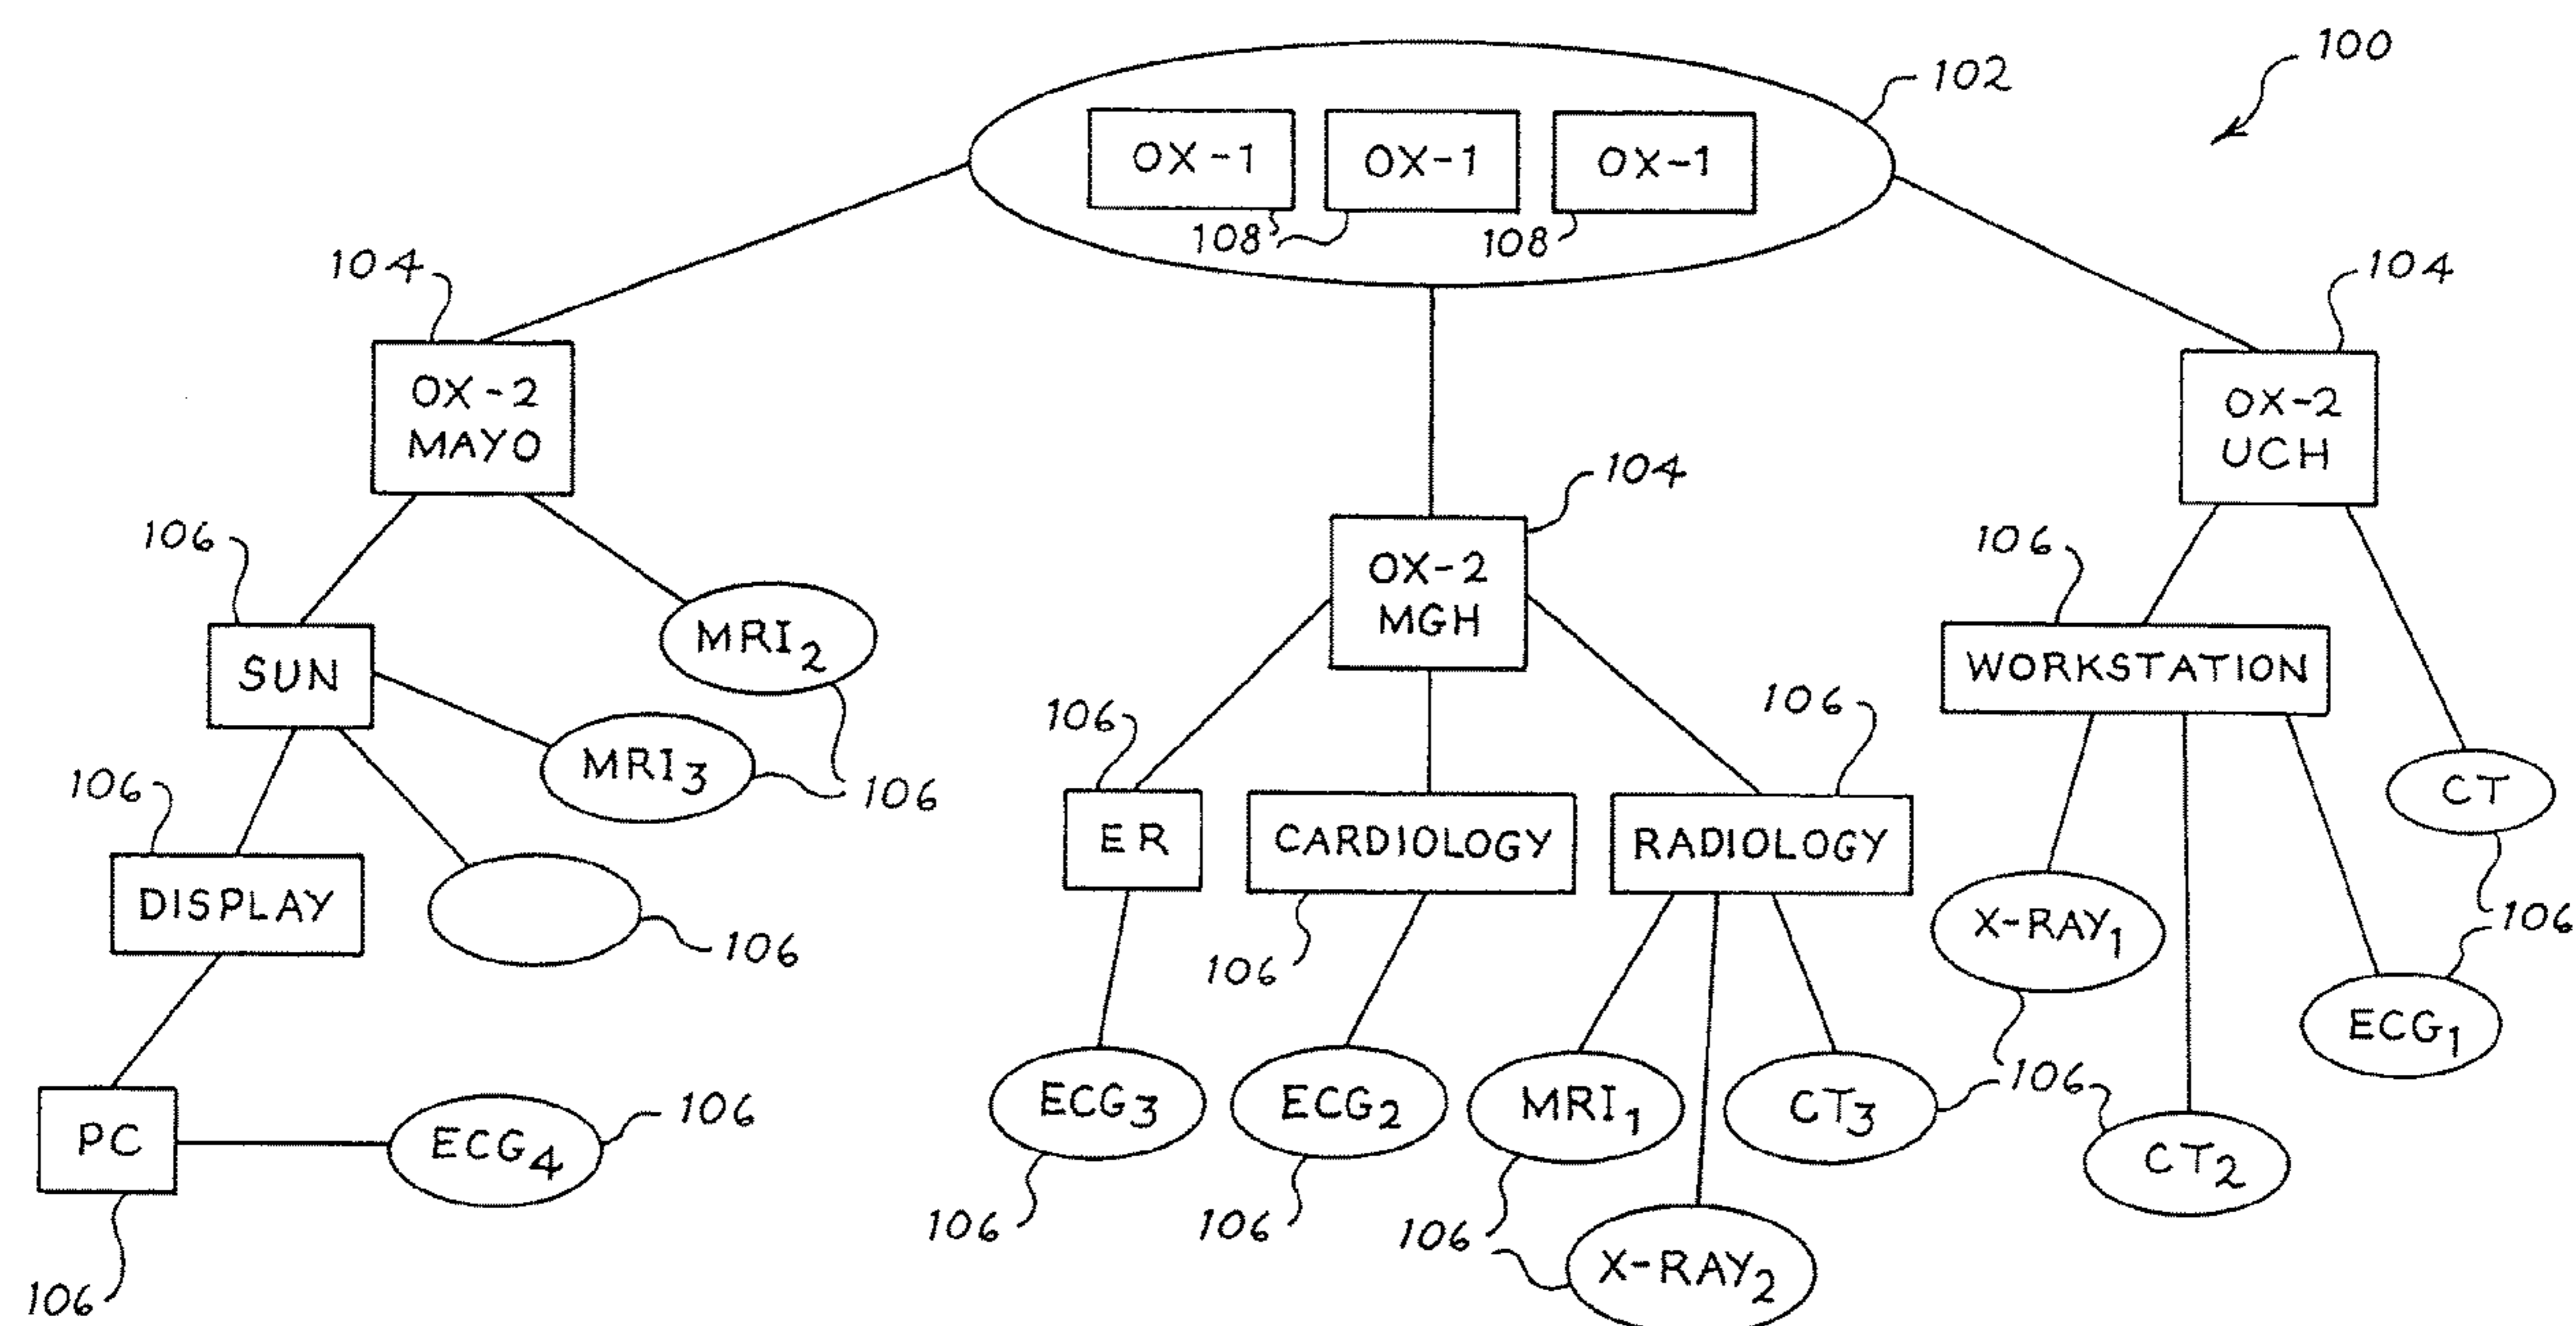 100
102
OX-1
OX-1
OX-1
108
108
104
104
OX-2
MAYO
OX-2
UCH
104
OX-2
MGH
106
106
SUN
MRI2
WORKSTATION
106
106
MRI3
106
CT
106
DISPLAY
106
ER
CARDIOLOGY
RADIOLOGY
106
106
X-RAY1
106
ECG1
PC
ECG4
106
ECG3
ECG2
MRI1
CT3
106
CT2
106
106
106
106
X-RAY2